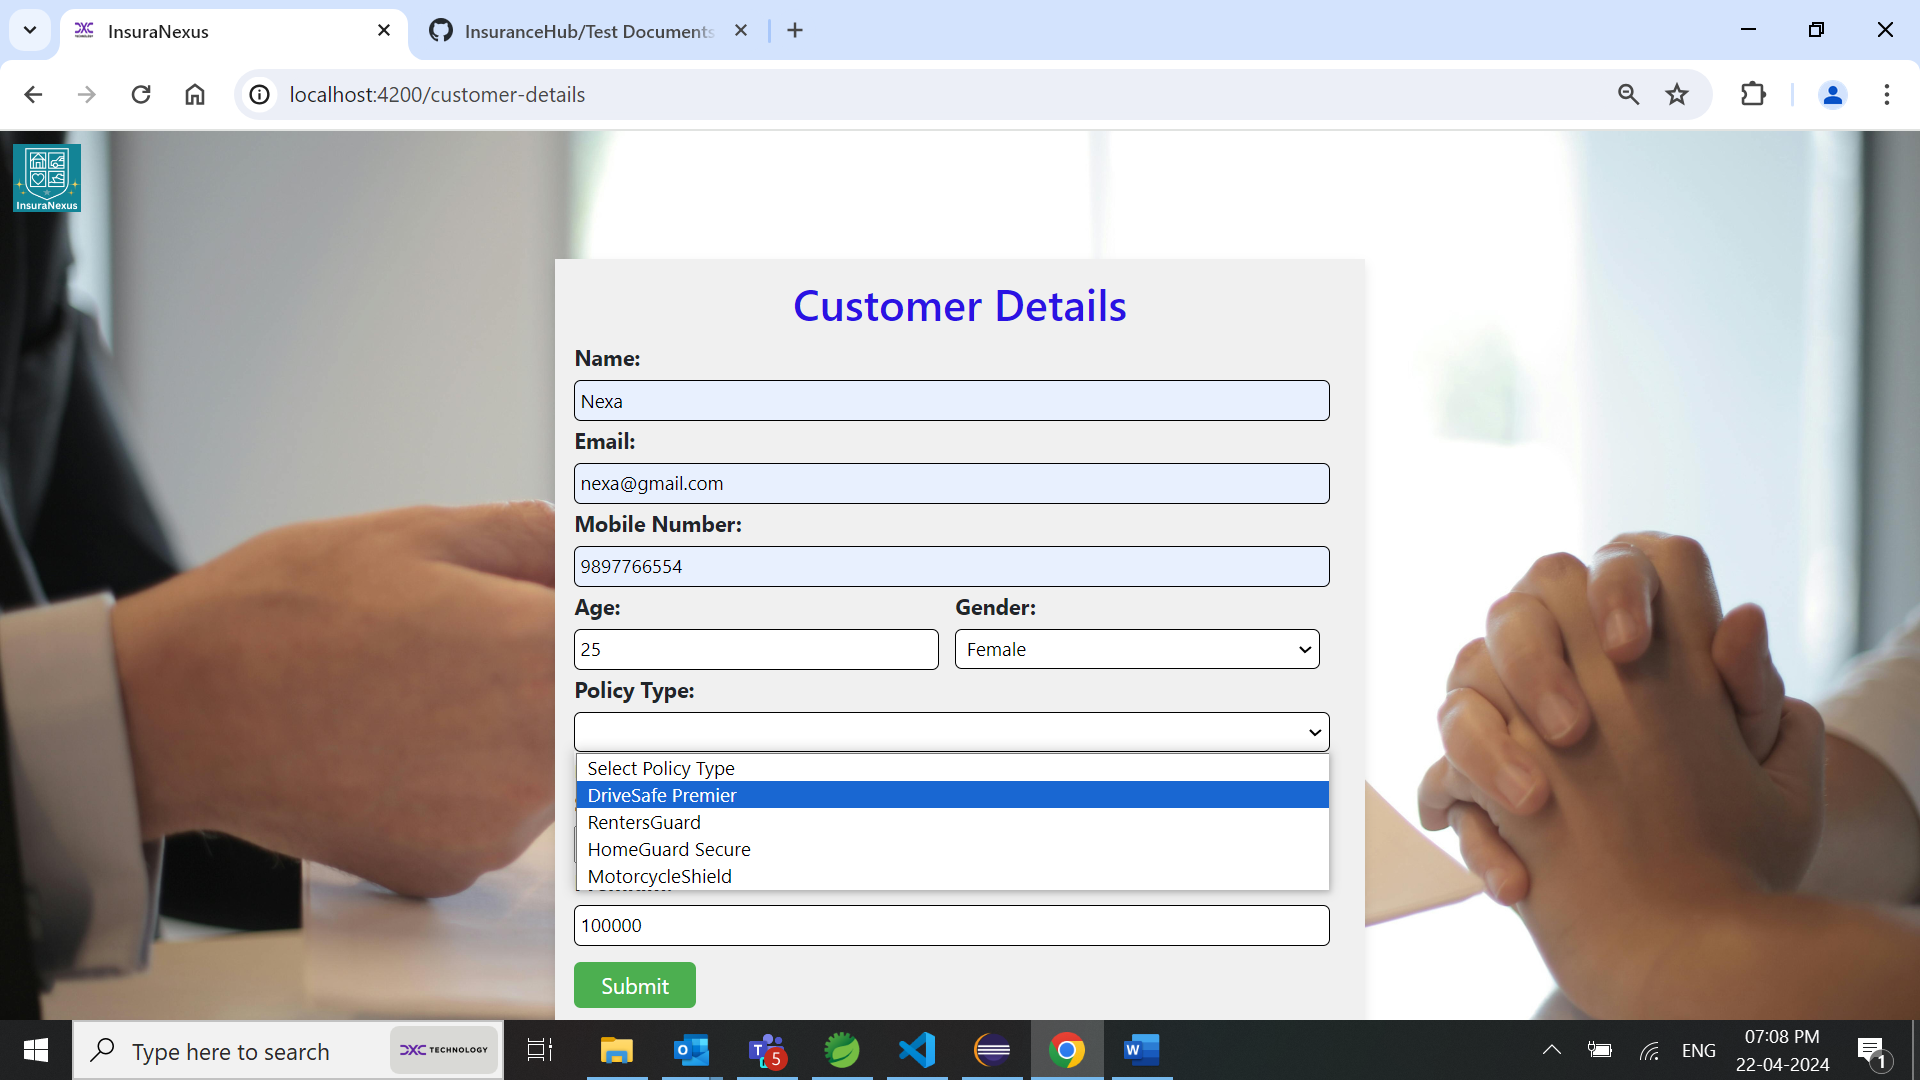 InsuraNexus
InsuranceHub/Test Documents
localhost:4200/customer-details
InsuraNexus
Customer Details
Name:
Nexa
Email:
nexa@gmail.com
Mobile Number:
9897766554
Age:
Gender:
25
Female
Policy Type:
Select Policy Type
DriveSafe Premier
RentersGuard
HomeGuard Secure
MotorcycleShield
100000
Submit
Type here to search
DXC TECHNOLOGY
5
ENG
07:08 PM
22-04-2024
1